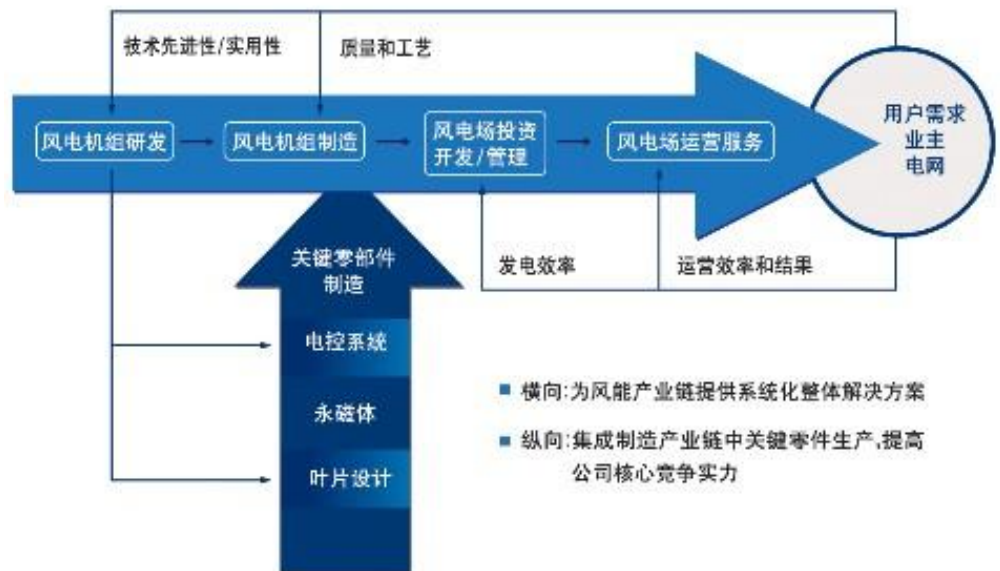 技术先进性/实用性
质量和工艺
风电机组研发
风电机组制造
风电场投资
开发/管理
风电场运营服务
用户需求
业主
电网
关键零部件
制造
发电效率
运营效率和结果
电控系统
永磁体
叶片设计
横向:为风能产业链提供系统化整体解决方案
纵向:集成制造产业链中关键零件生产,提高
公司核心竞争实力